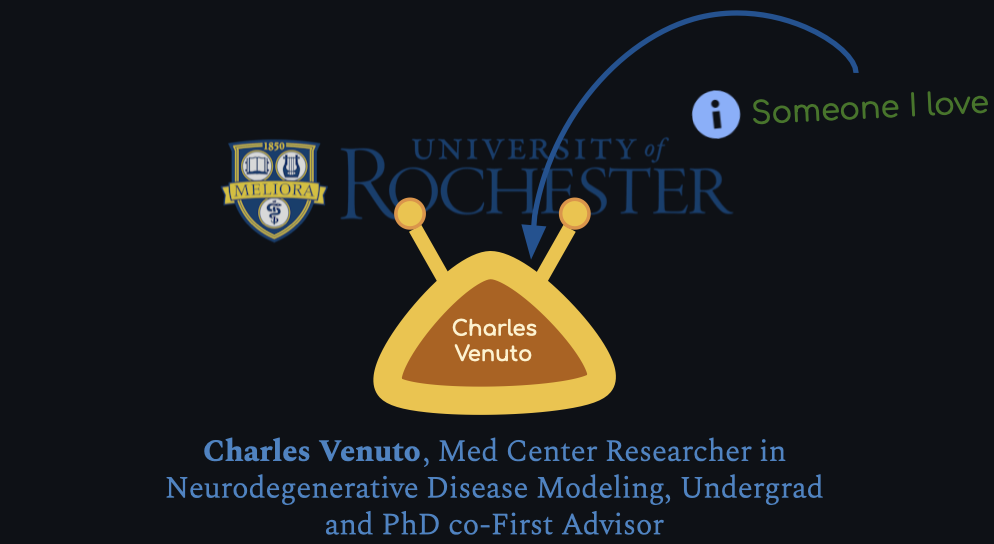 Someone I love
1850
MELIORA
UNIVERSITY of
ROCHESTER
Charles
Venuto
Charles Venuto, Med Center Researcher in
Neurodegenerative Disease Modeling, Undergrad
and PhD co-First Advisor